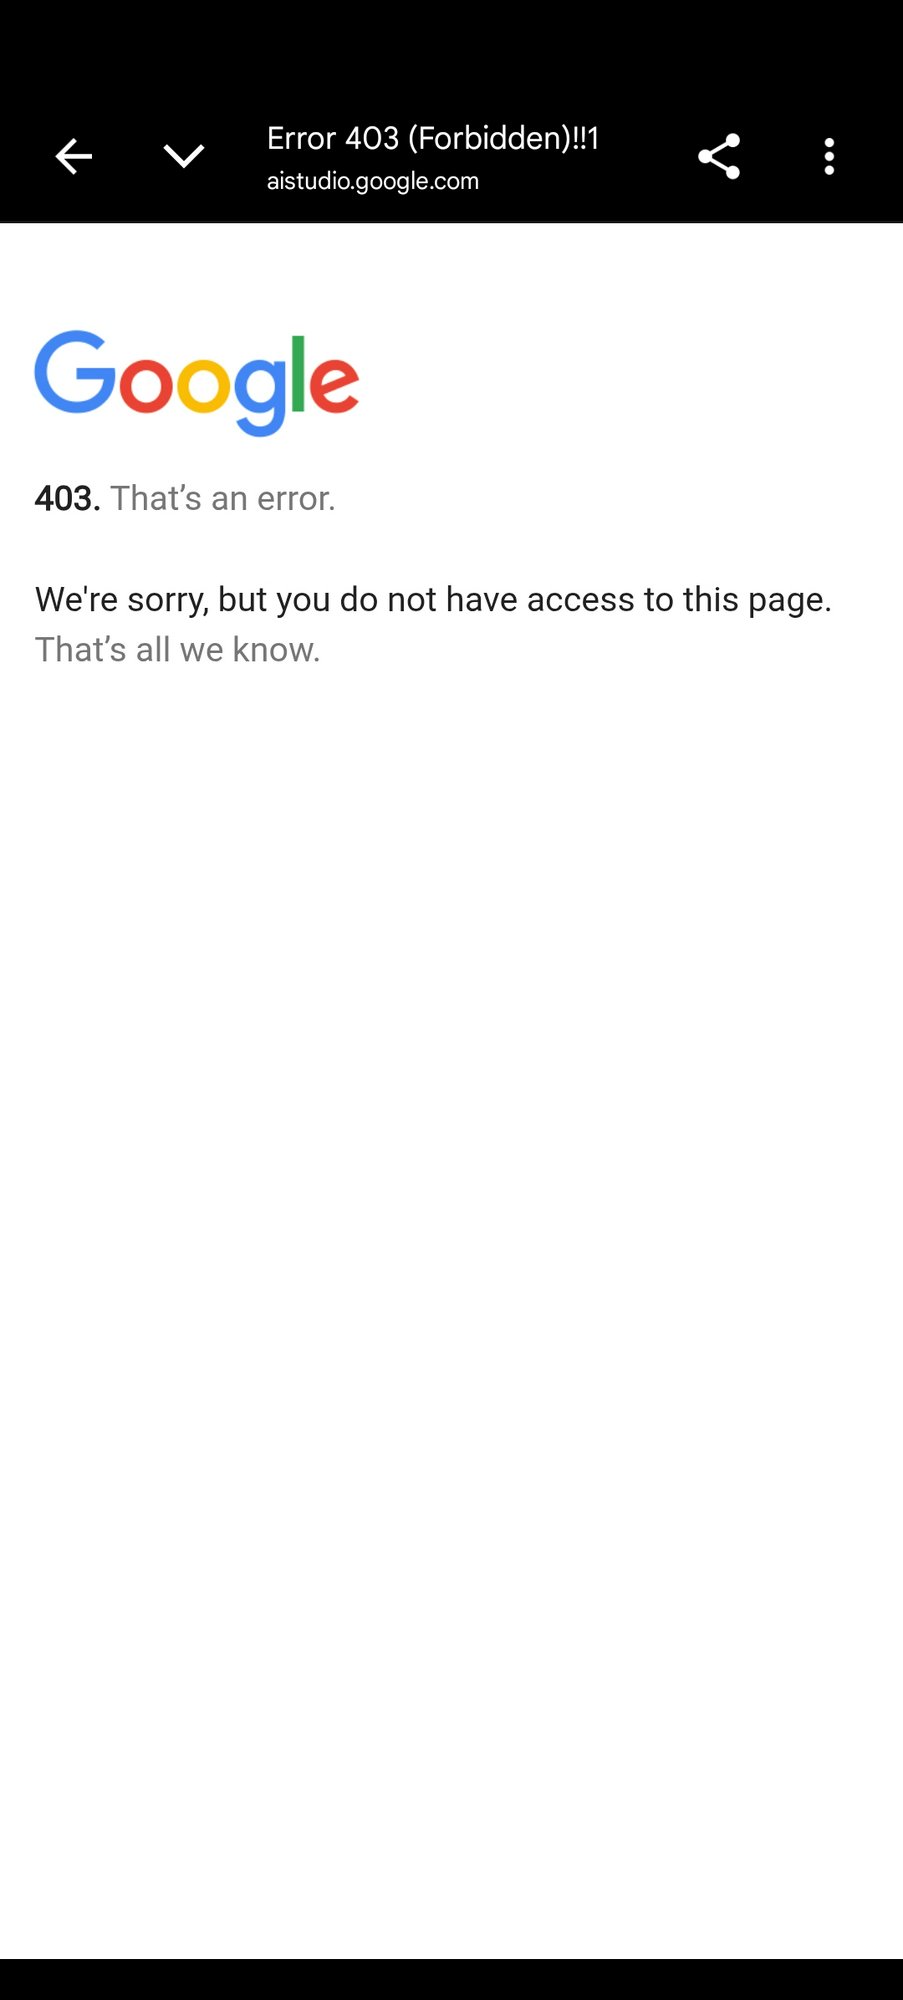 Error 403 (Forbidden)!!1
aistudio.google.com
Google
403. That’s an error.
We're sorry, but you do not have access to this page.
That’s all we know.